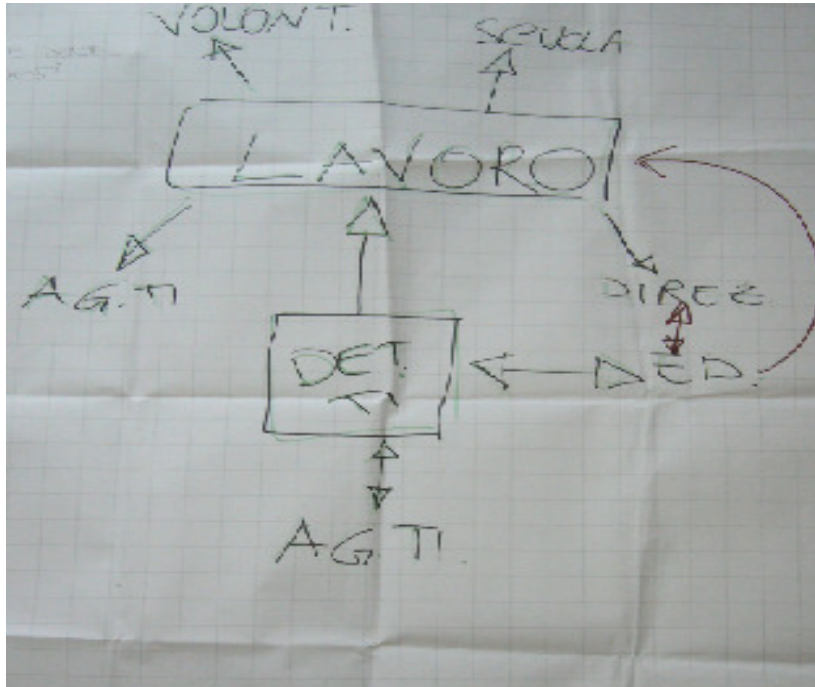 VOLONT.
SCUOLA
LAVORO
AG.TI
DIREZ.
DET.
TI
ED.
AG.TI.